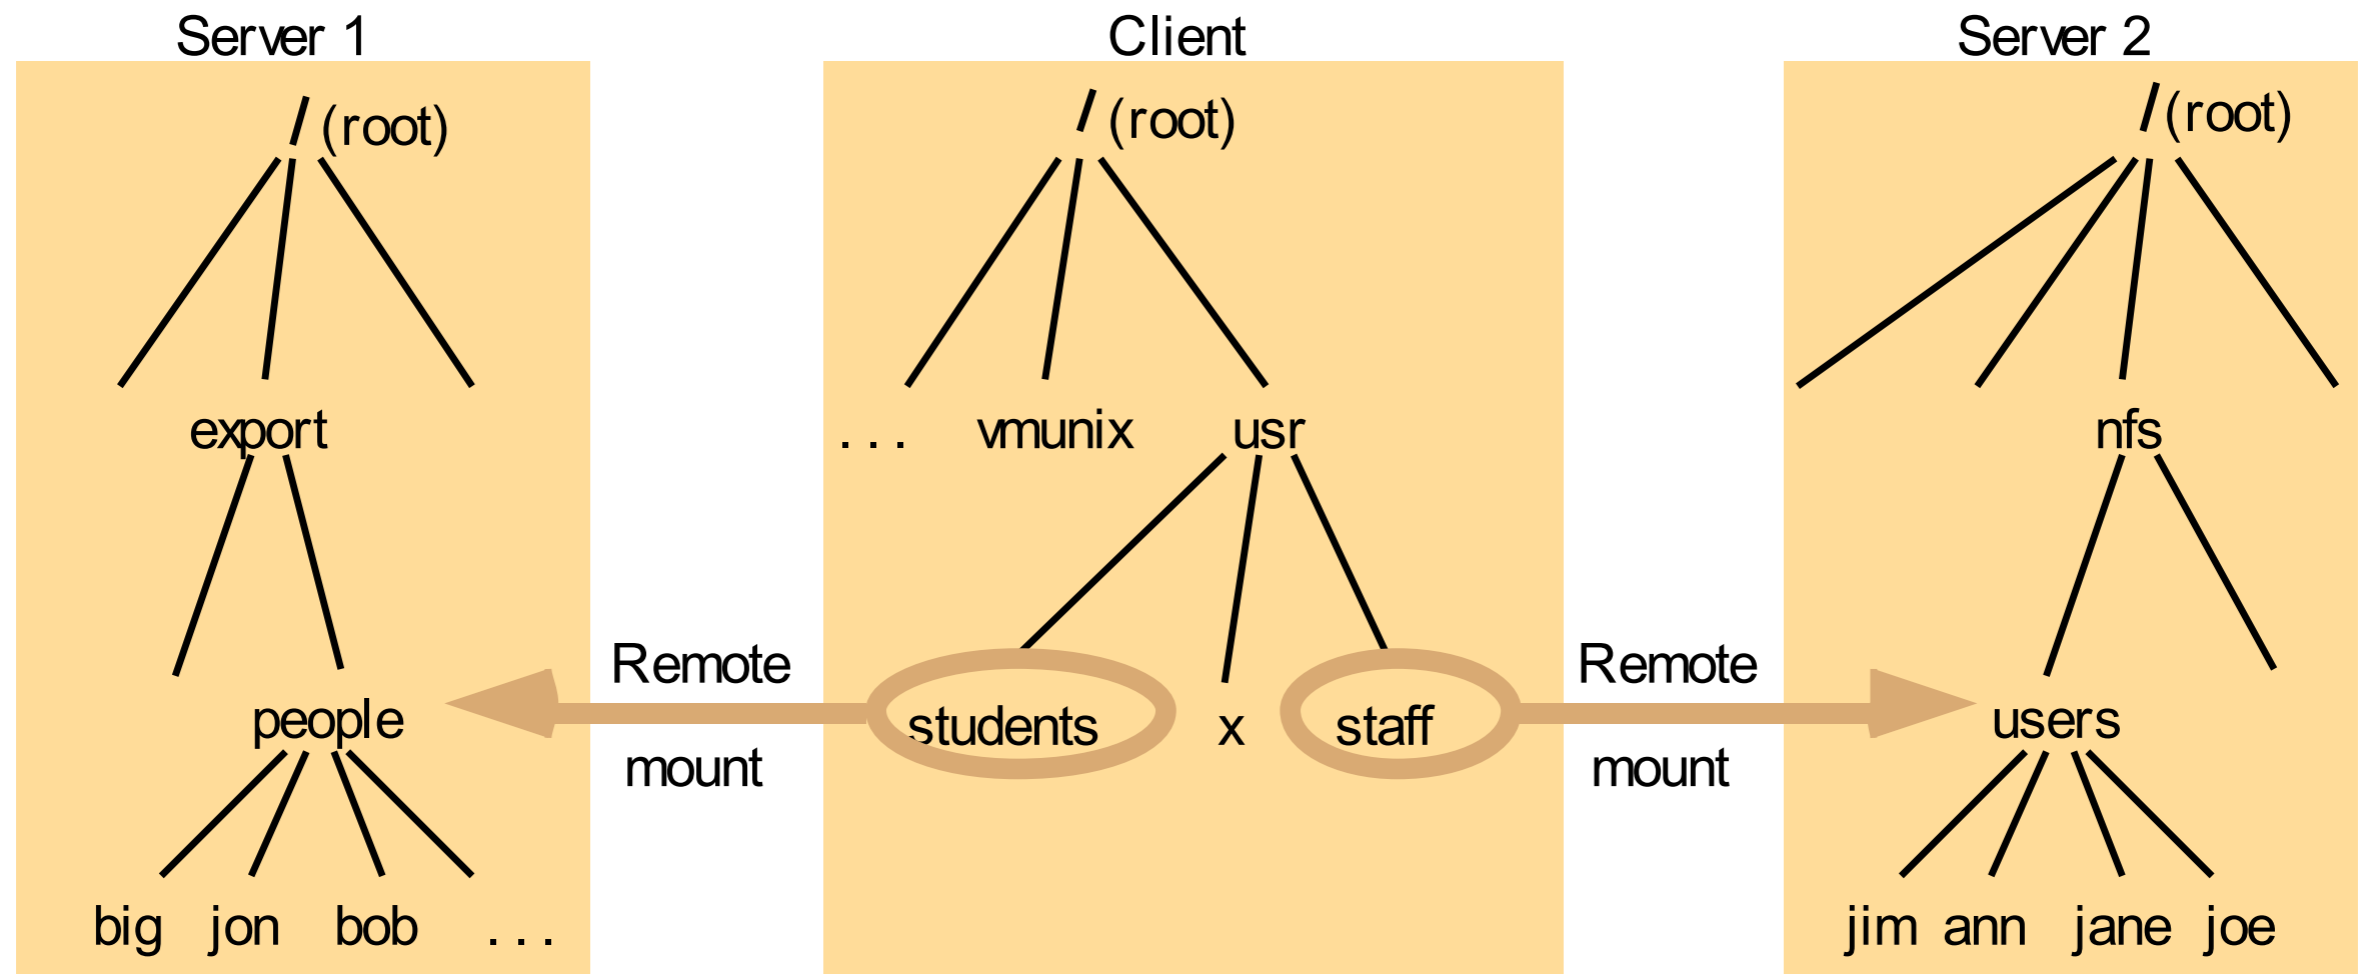 Server 1
Client
Server 2
/ (root)
/ (root)
/ (root)
export
. . .
vmunix
usr
nfs
Remote
mount
Remote
mount
people
students
x
staff
users
big
jon
bob
. . .
jim
ann
jane
joe